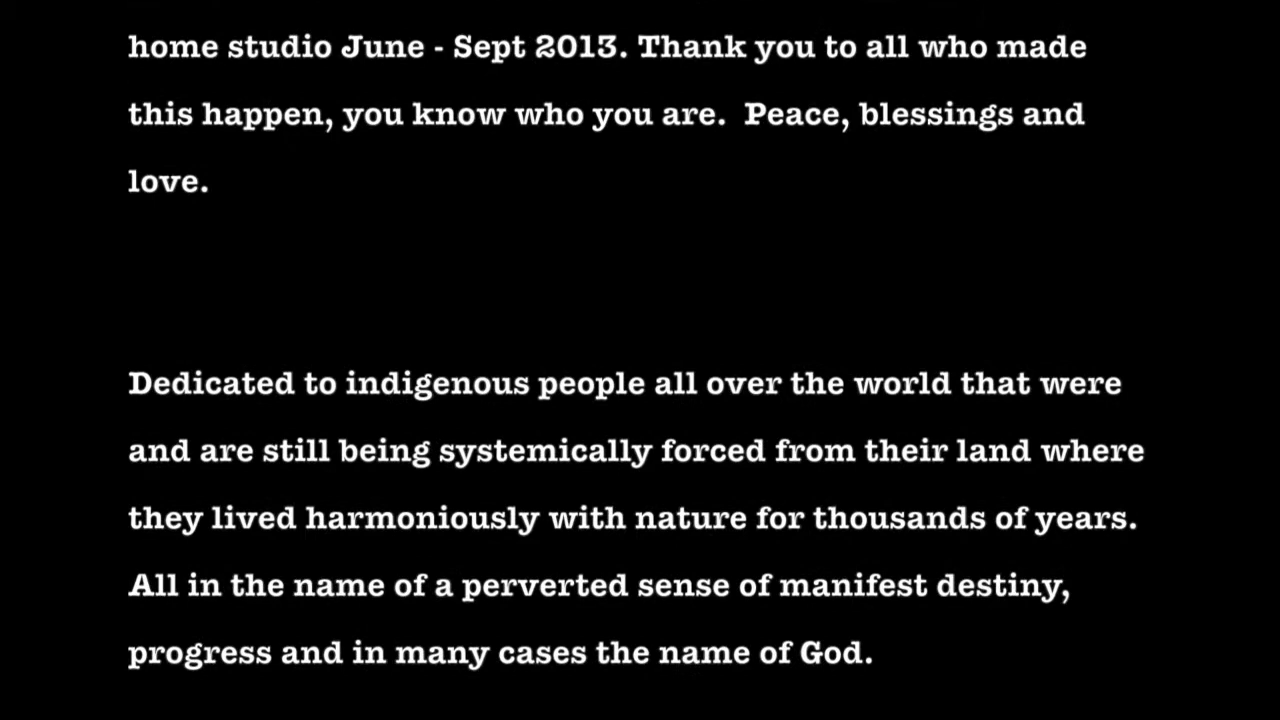 home studio June - Sept 2013. Thank you to all who made
this happen, you know who you are.  Peace, blessings and
love.
Dedicated to indigenous people all over the world that were
and are still being systemically forced from their land where
they lived harmoniously with nature for thousands of years.
All in the name of a perverted sense of manifest destiny,
progress and in many cases the name of God.